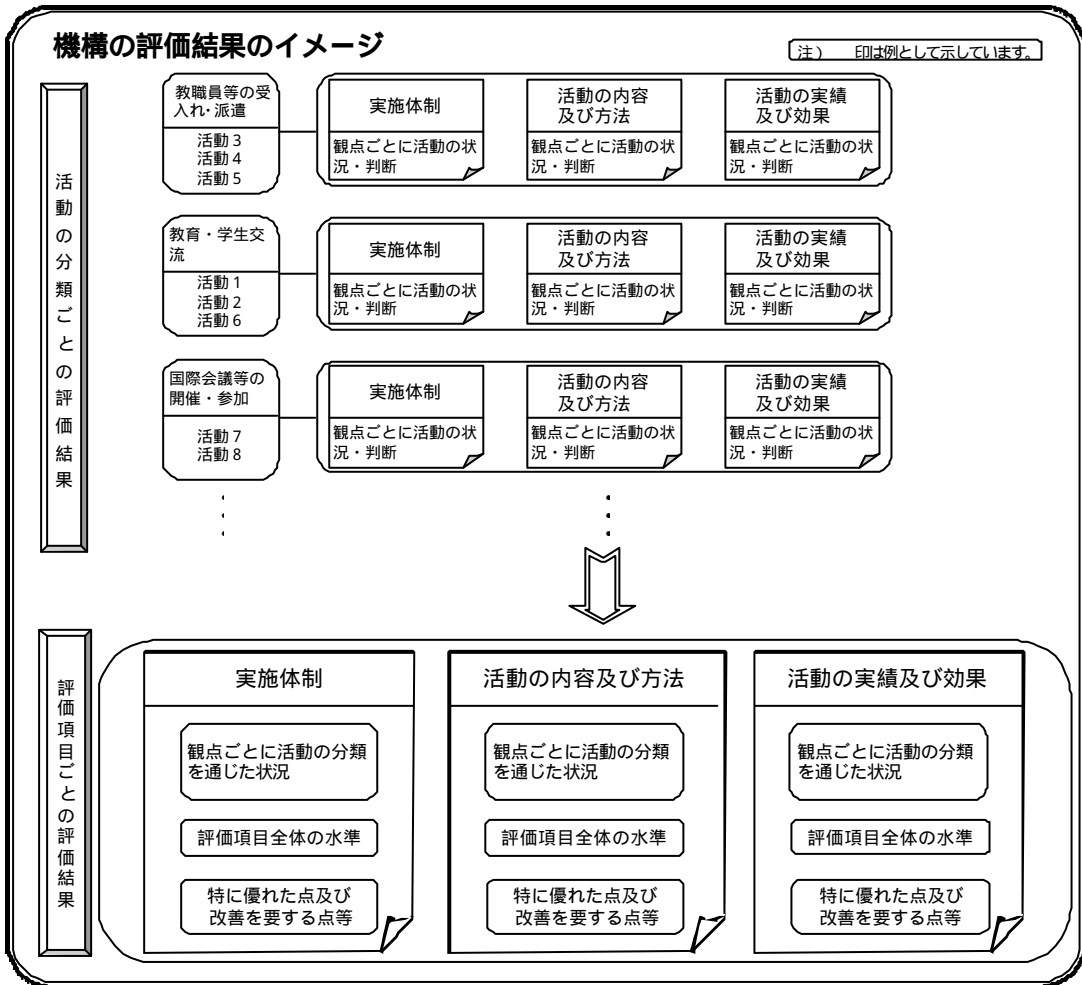 機構の評価結果のイメージ
注）　　印は例として示しています。
活動の分類ごとの評価結果
教職員等の受
入れ・派遣
活動３
活動４
活動５
実施体制
観点ごとに活動の状
況・判断
活動の内容
及び方法
観点ごとに活動の状
況・判断
活動の実績
及び効果
観点ごとに活動の状
況・判断
教育・学生交
流
活動１
活動２
活動６
実施体制
観点ごとに活動の状
況・判断
活動の内容
及び方法
観点ごとに活動の状
況・判断
活動の実績
及び効果
観点ごとに活動の状
況・判断
国際会議等の
開催・参加
活動７
活動８
実施体制
観点ごとに活動の状
況・判断
活動の内容
及び方法
観点ごとに活動の状
況・判断
活動の実績
及び効果
観点ごとに活動の状
況・判断
評価項目ごとの評価結果
実施体制
観点ごとに活動の分類
を通じた状況
評価項目全体の水準
特に優れた点及び
改善を要する点等
活動の内容及び方法
観点ごとに活動の分類
を通じた状況
評価項目全体の水準
特に優れた点及び
改善を要する点等
活動の実績及び効果
観点ごとに活動の分類
を通じた状況
評価項目全体の水準
特に優れた点及び
改善を要する点等